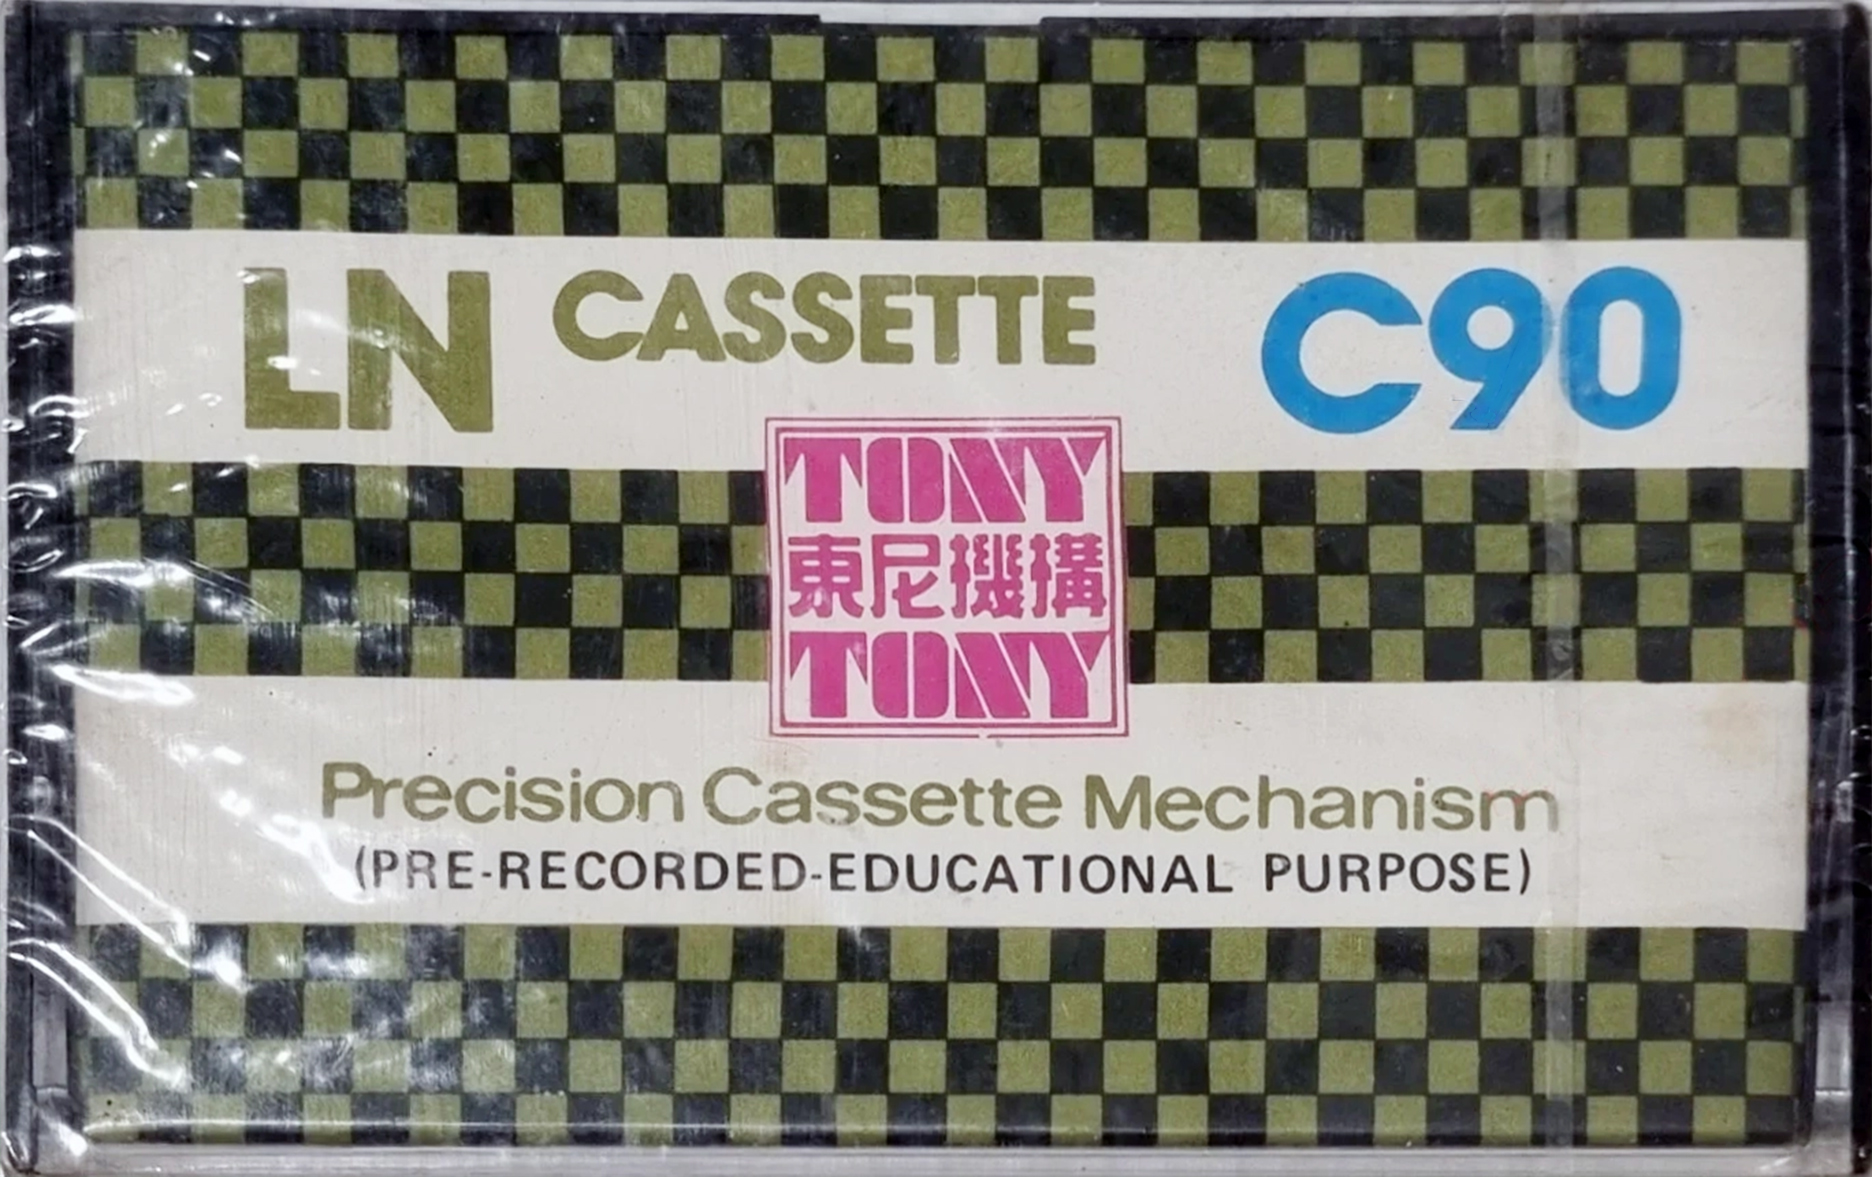 LN CASSETTE C90
TONY
東尼機構
TONY
Precision Cassette Mechanism
(PRE-RECORDED-EDUCATIONAL PURPOSE)